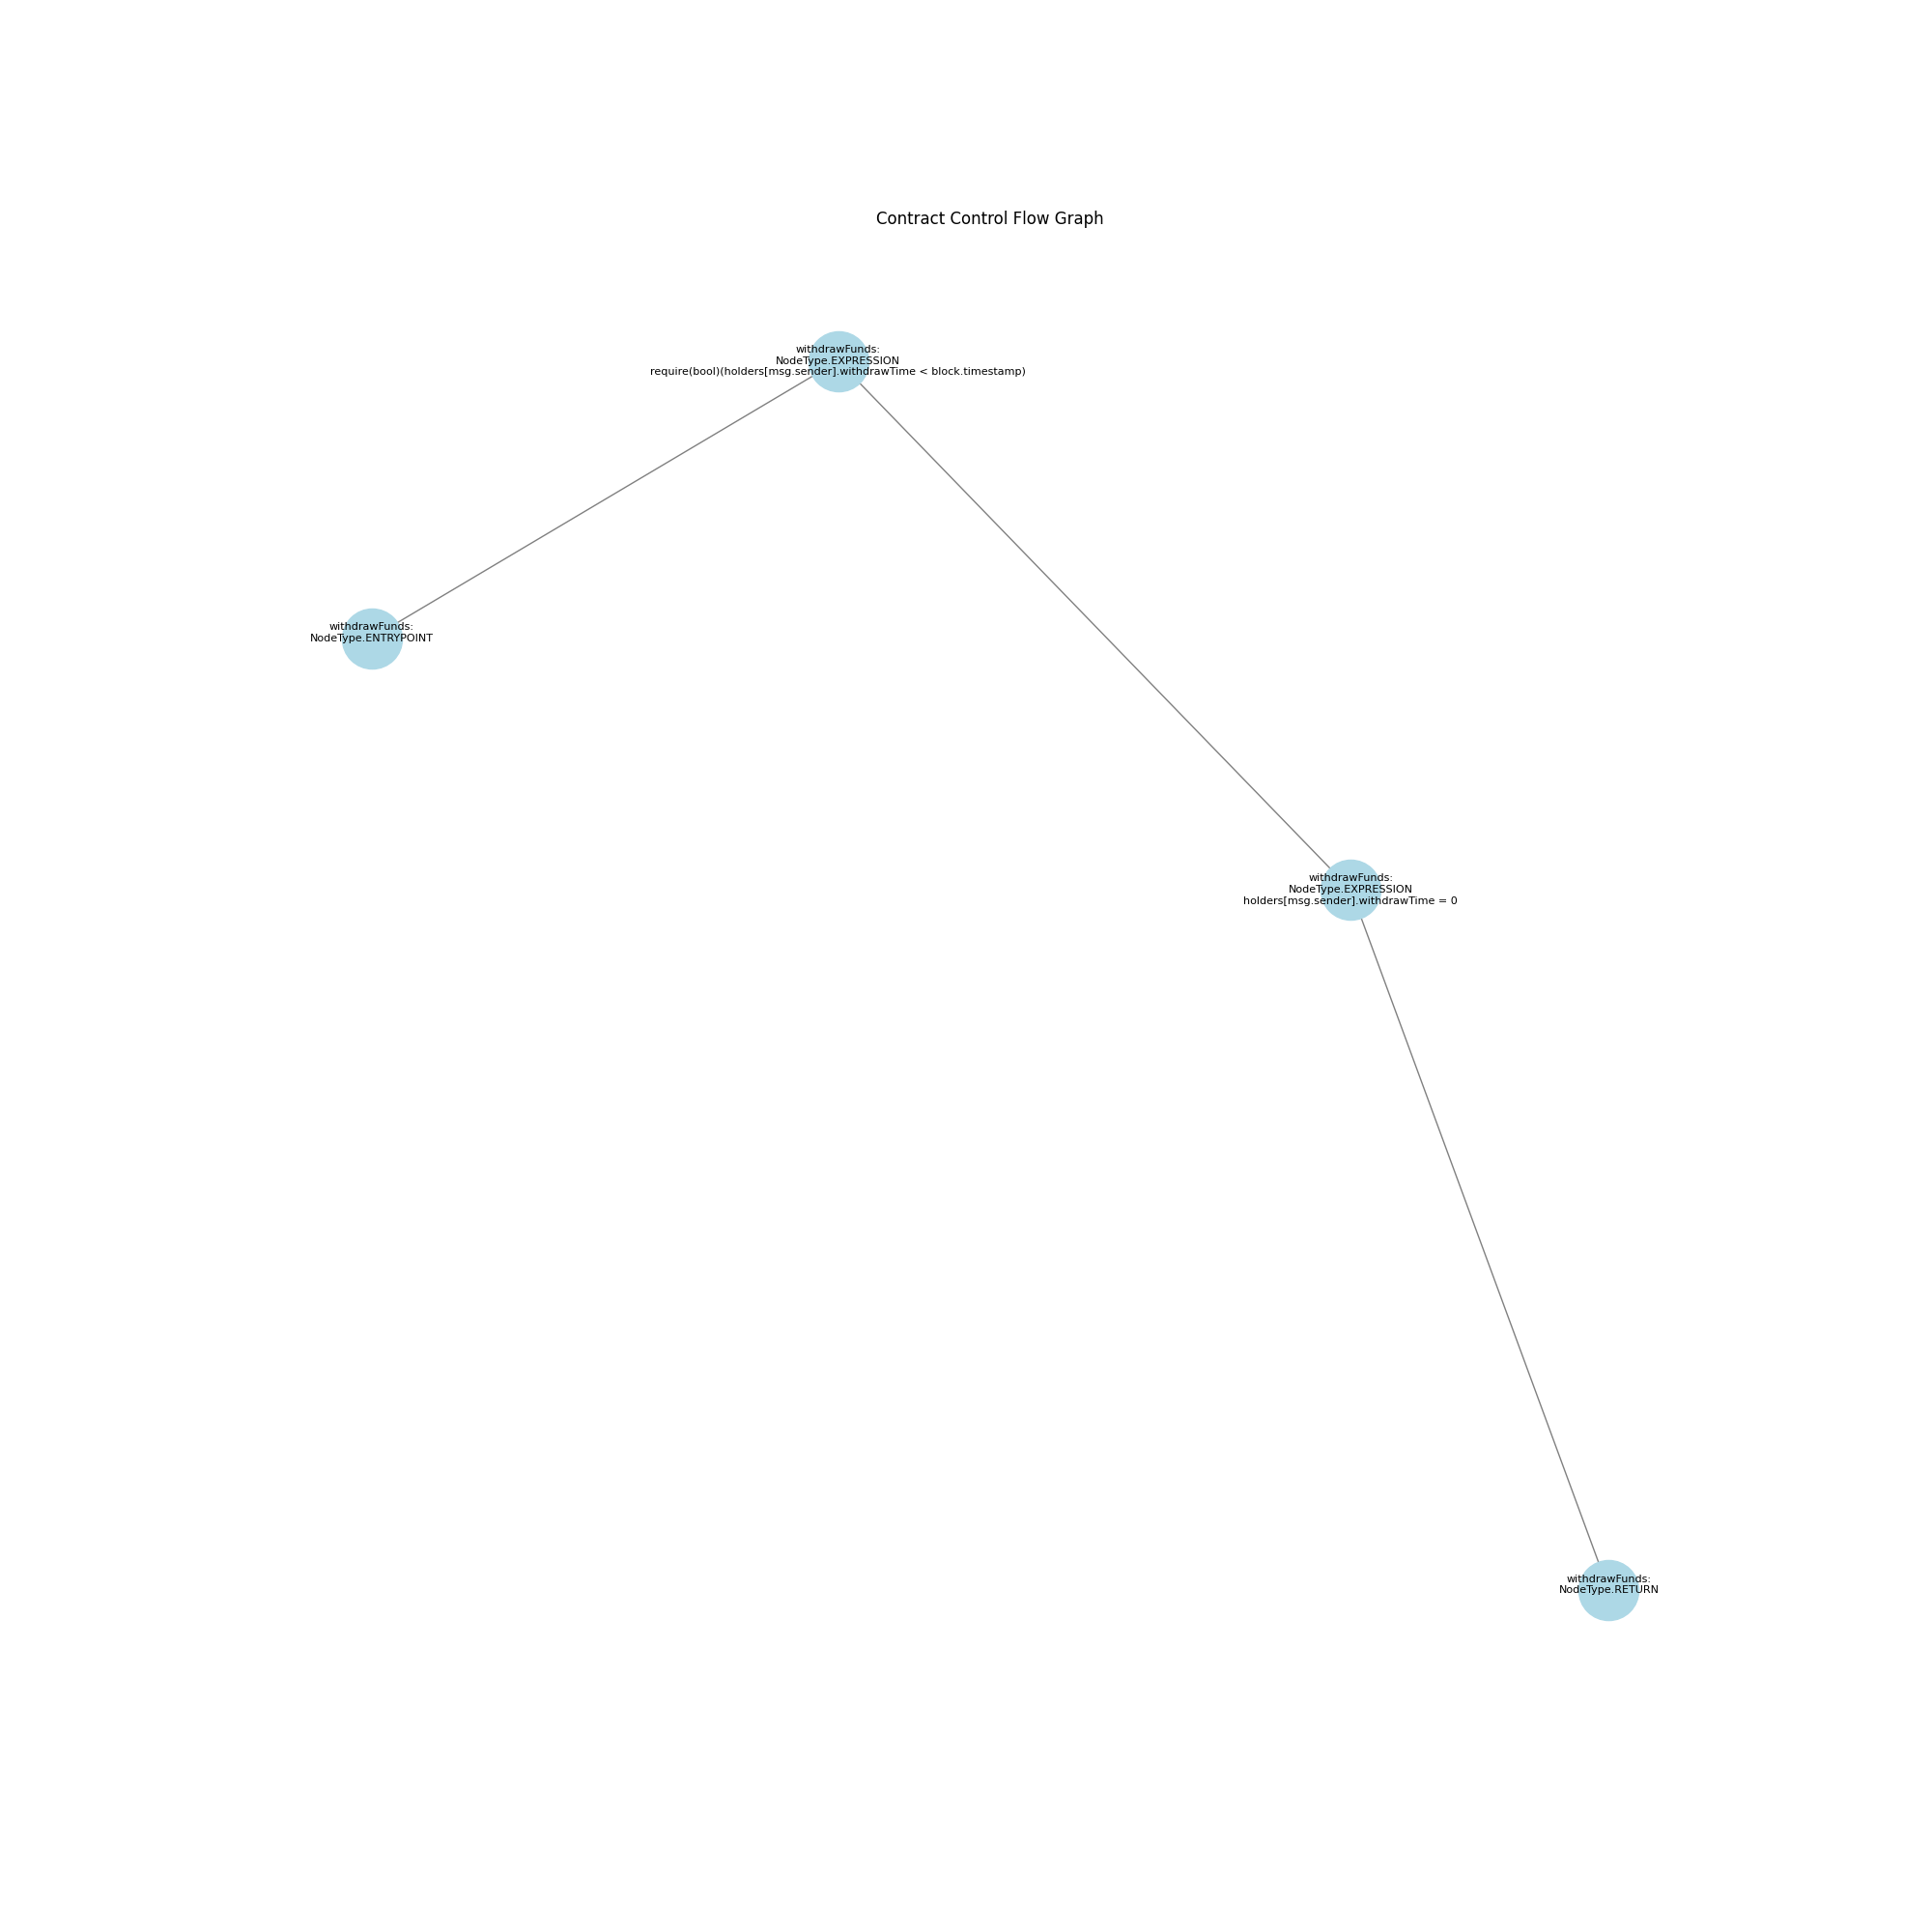 Contract Control Flow Graph
withdrawFunds:
NodeType.EXPRESSION
require(bool)(holders[msg.sender].withdrawTime < block.timestamp)
withdrawFunds:
NodeType.ENTRYPOINT
withdrawFunds:
NodeType.EXPRESSION
holders[msg.sender].withdrawTime = 0
withdrawFunds:
NodeType.RETURN